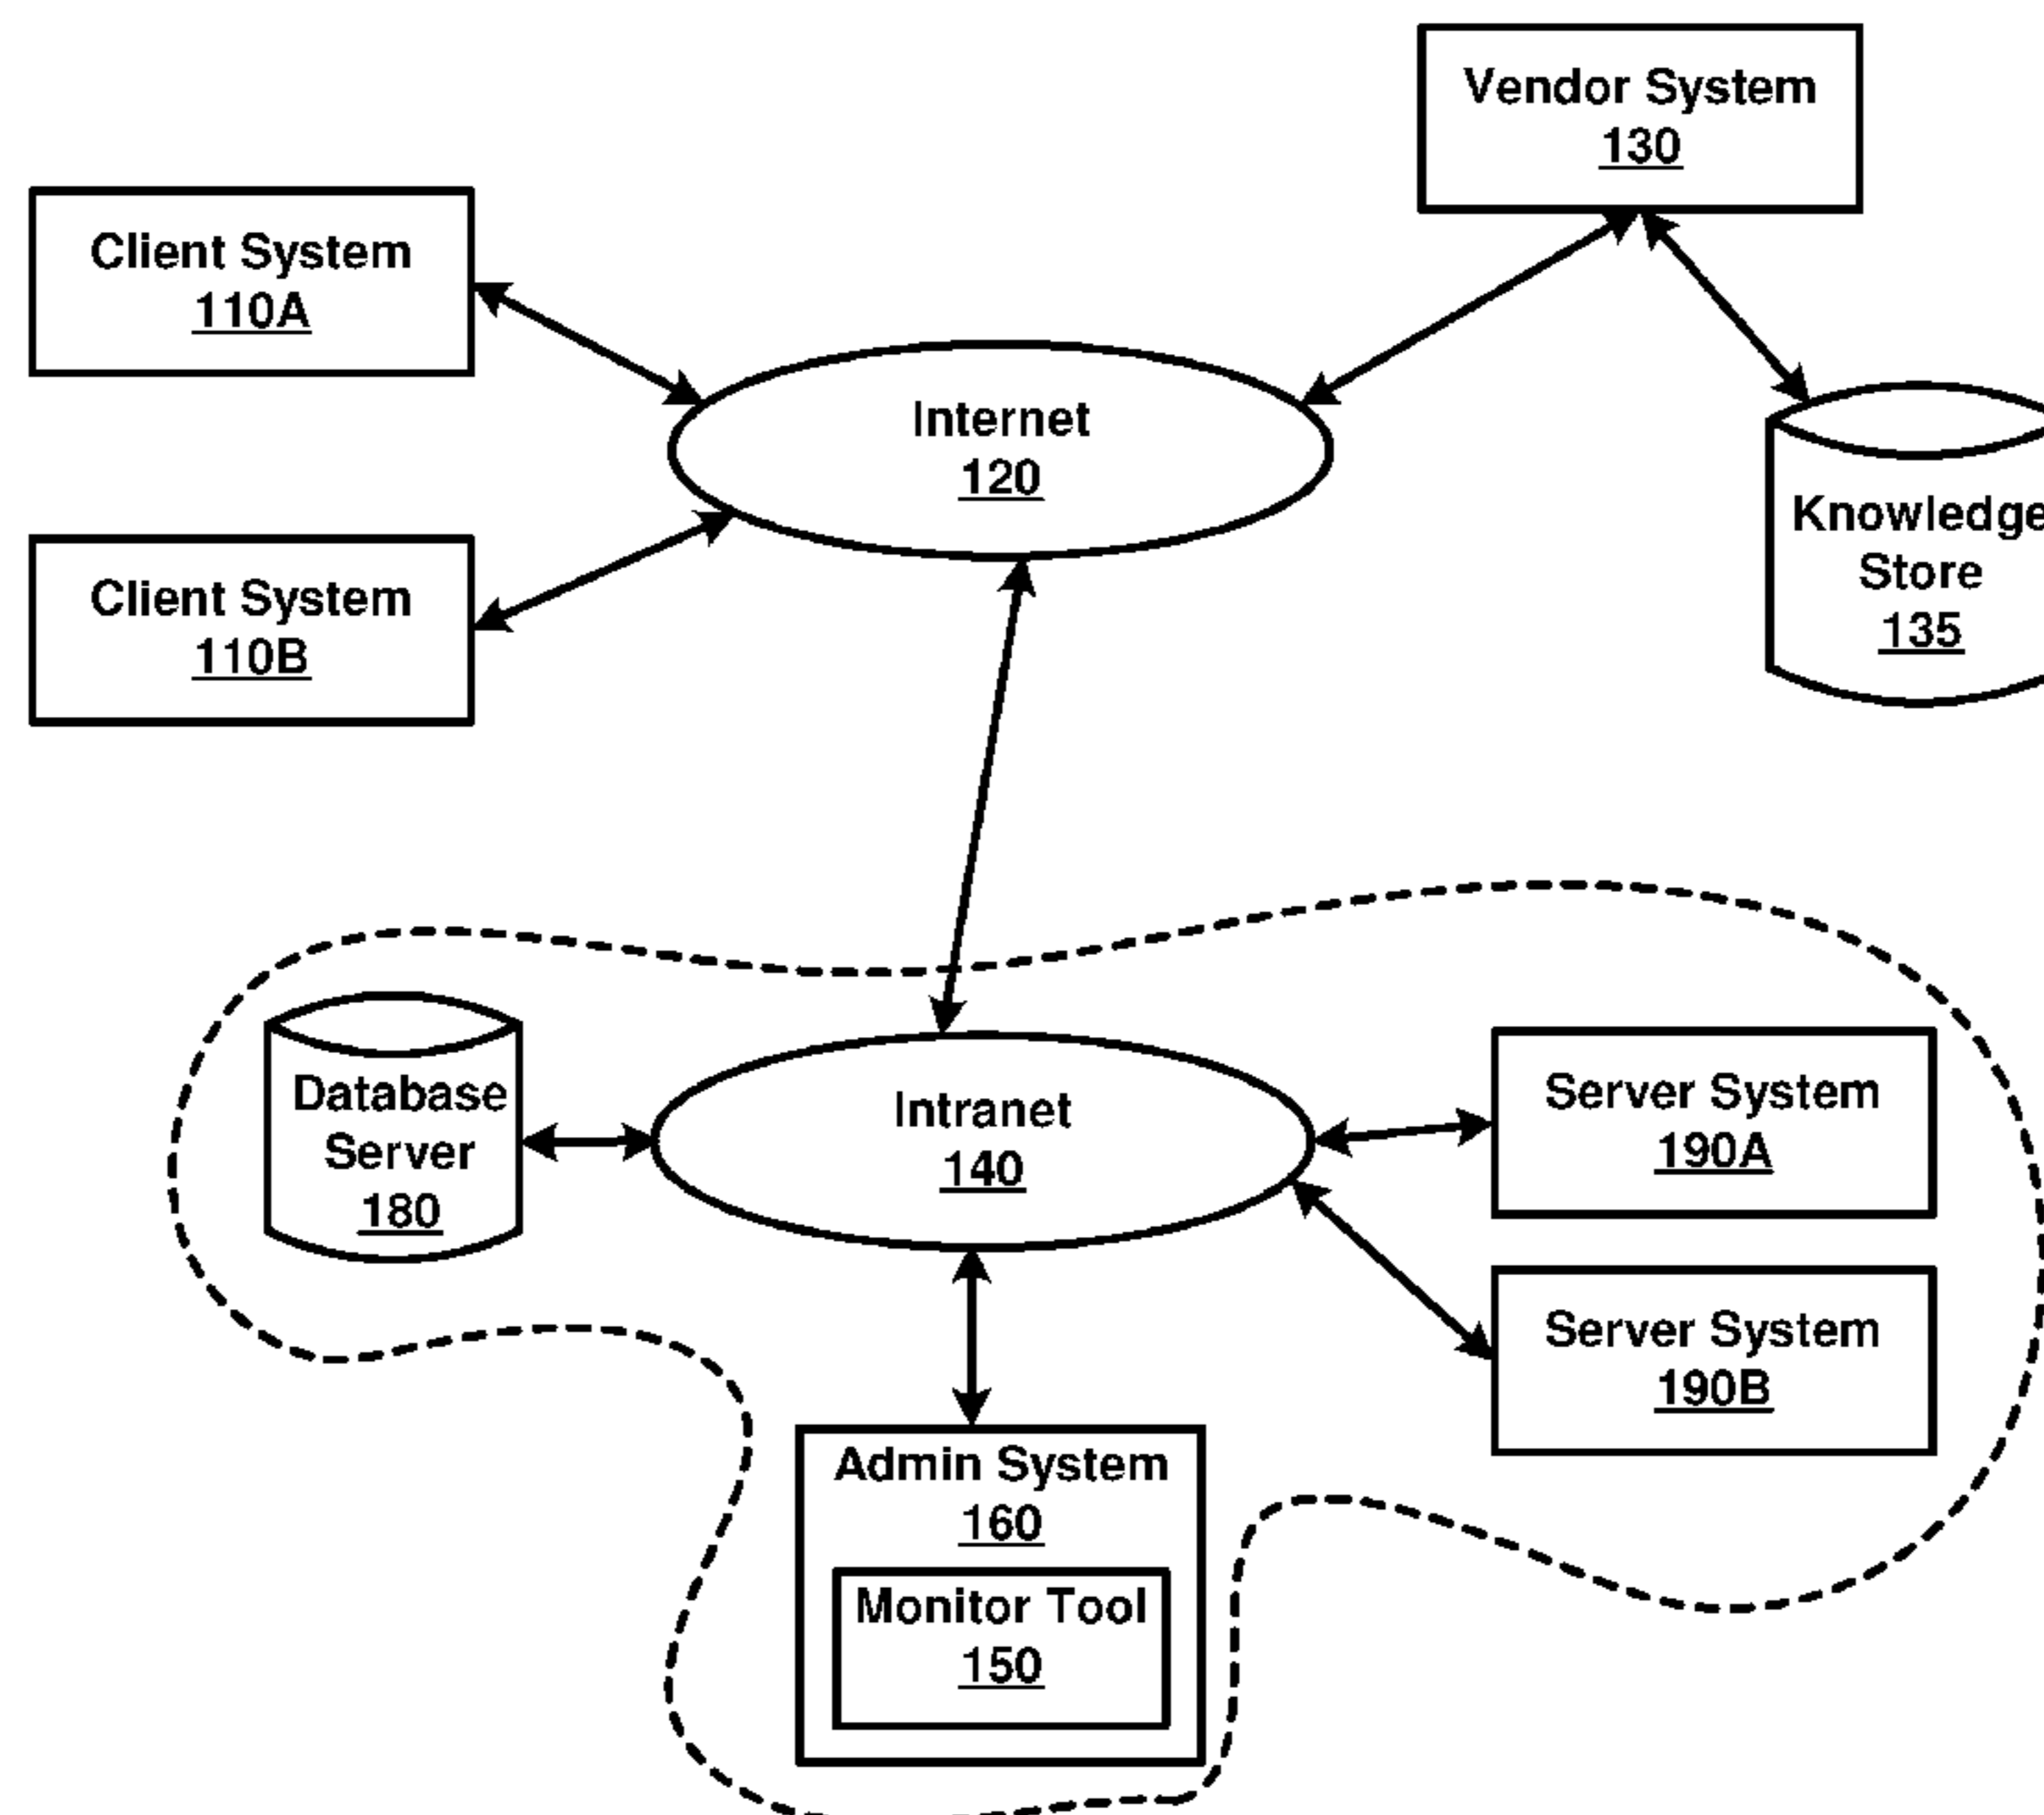 Vendor System
130
Client System
110A
Internet
120
Knowledge
Store
135
Client System
110B
Database
Server
180
Intranet
140
Server System
190A
Server System
190B
Admin System
160
Monitor Tool
150